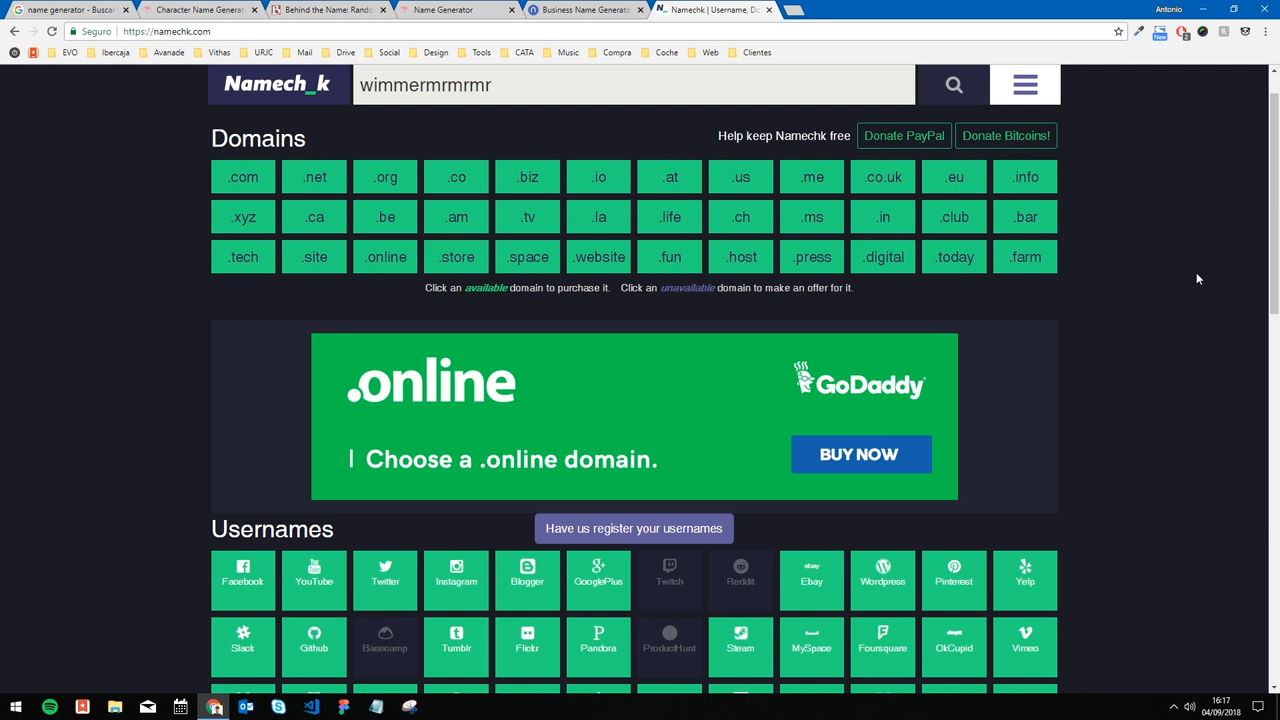 name generator - Buscar
Character Name Generat
Behind the Name: Rando
Name Generator
Business Name Generator
Namechk | Username, Do
Antonio
Seguro
https://namechk.com
New
2
EVO
Ibercaja
Avanade
Vithas
URJC
Mail
Drive
Social
Design
Tools
CATA
Music
Compra
Coche
Web
Clientes
Namech_k
wimmermrmrmr
Domains
Help keep Namechk free
Donate PayPal
Donate Bitcoins!
.com .net .org .co .biz .io .at .us .me .co.uk .eu .info
.xyz .ca .be .am .tv .la .life .ch .ms .in .club .bar
.tech .site .online .store .space .website .fun .host .press .digital .today .farm
Click an available domain to purchase it. Click an unavailable domain to make an offer for it.
.online
GoDaddy
Choose a .online domain.
BUY NOW
Usernames
Have us register your usernames
Facebook YouTube Twitter Instagram Blogger GooglePlus Twitch Reddit Ebay Wordpress Pinterest Yelp
Slack Github Basecamp Tumblr Flickr Pandora ProductHunt Steam MySpace Foursquare OkCupid Vimeo
16:17
04/09/2018